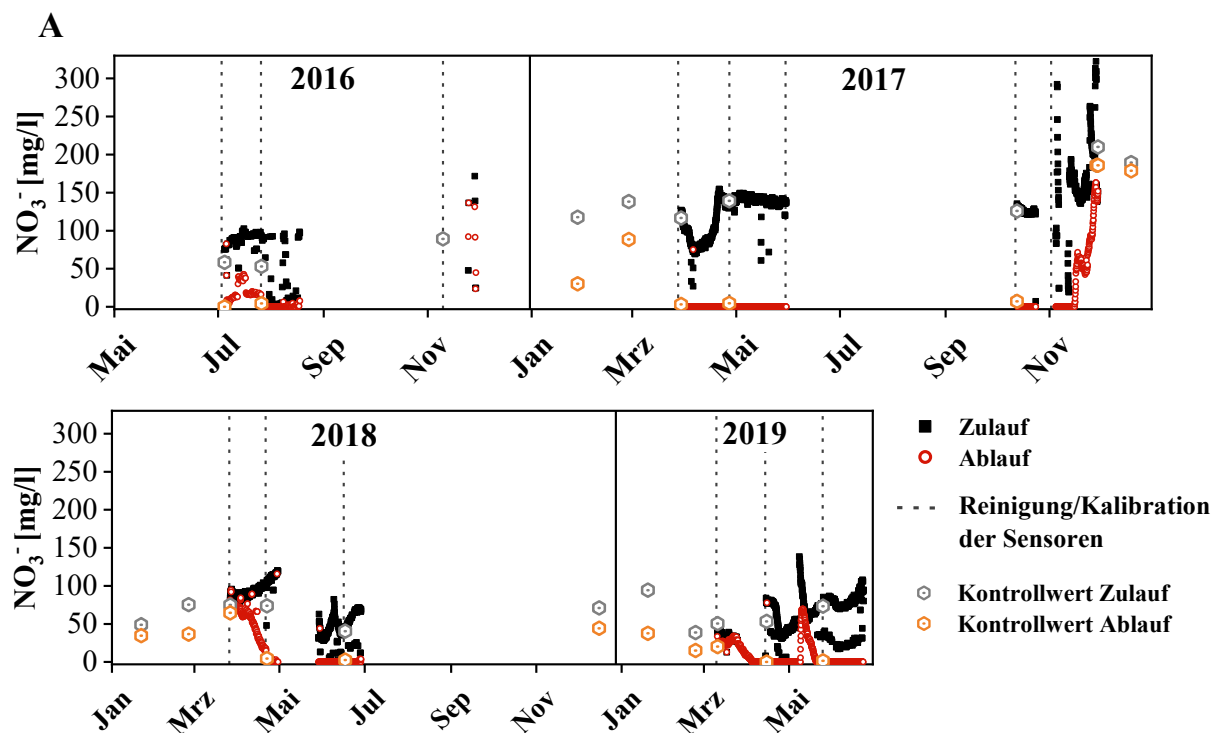 A
2016
2017
NO₃⁻ [mg/l]
300
250
200
150
100
50
0
Mai
Jul
Sep
Nov
Jan
Mrz
Mai
Jul
Sep
Nov
2018
2019
NO₃⁻ [mg/l]
300
250
200
150
100
50
0
Jan
Mrz
Mai
Jul
Sep
Nov
Jan
Mrz
Mai
Zulauf
Ablauf
Reinigung/Kalibration
der Sensoren
Kontrollwert Zulauf
Kontrollwert Ablauf